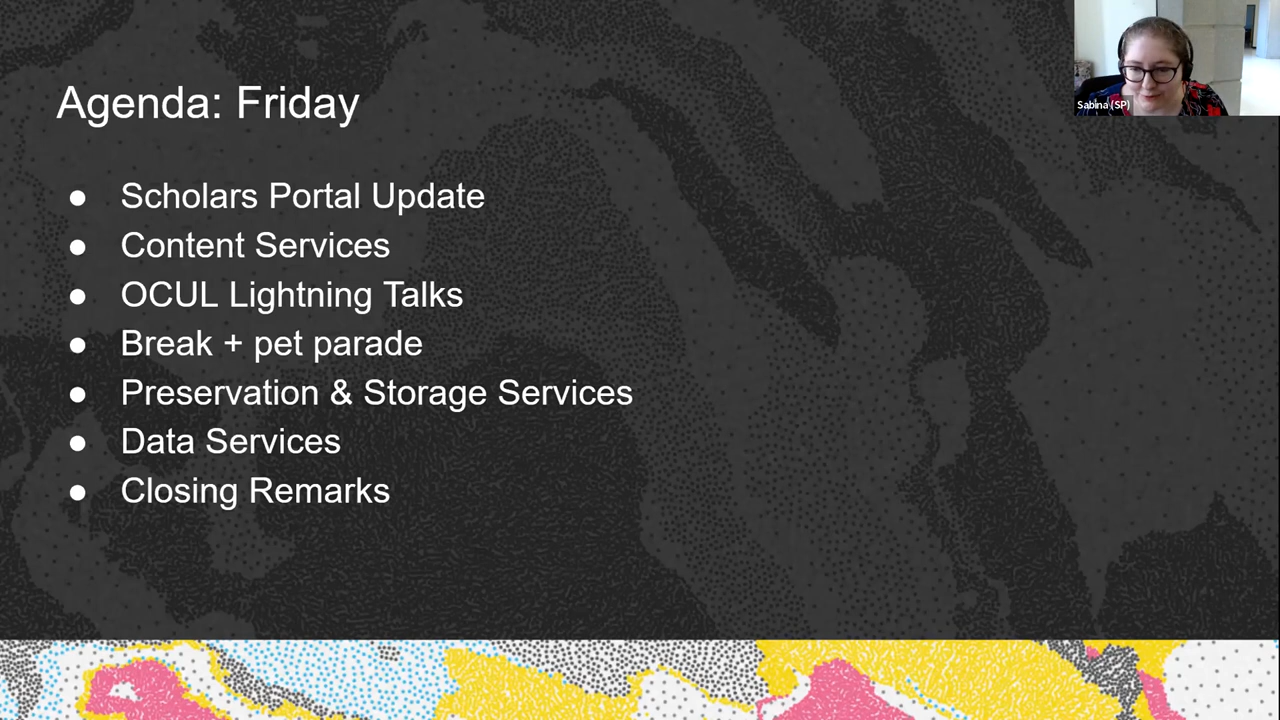 Agenda: Friday
● Scholars Portal Update
● Content Services
● OCUL Lightning Talks
● Break + pet parade
● Preservation & Storage Services
● Data Services
● Closing Remarks
Sabina (SP)